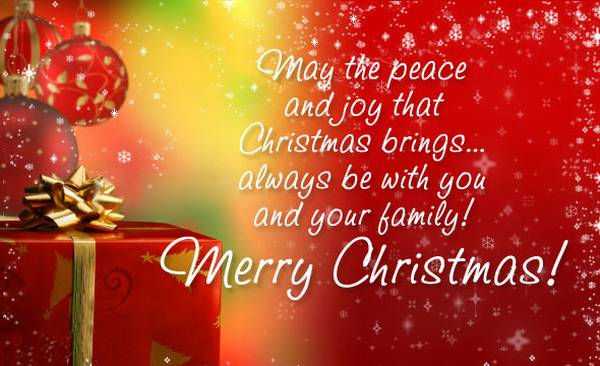 May the peace
and joy that
Christmas brings...
always be with you
and your family!
Merry Christmas!